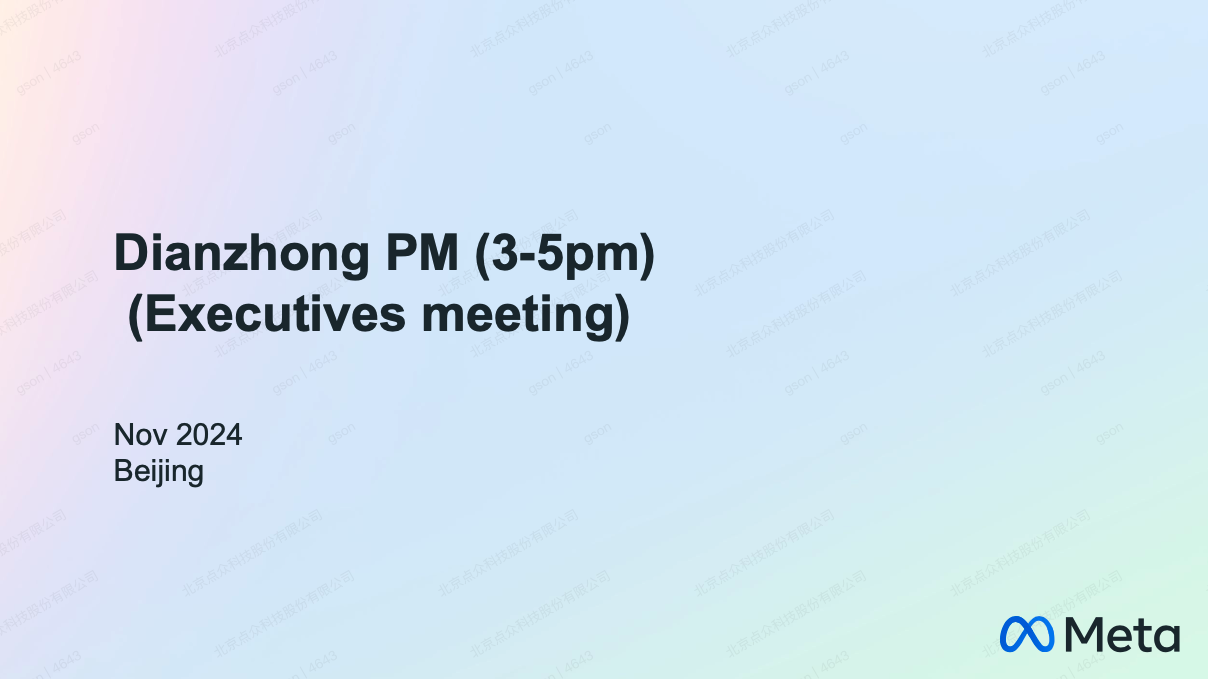 Dianzhong PM (3-5pm)
(Executives meeting)
Nov 2024
Beijing
Meta
北京点众科技股份有限公司
gson | 4643
gson